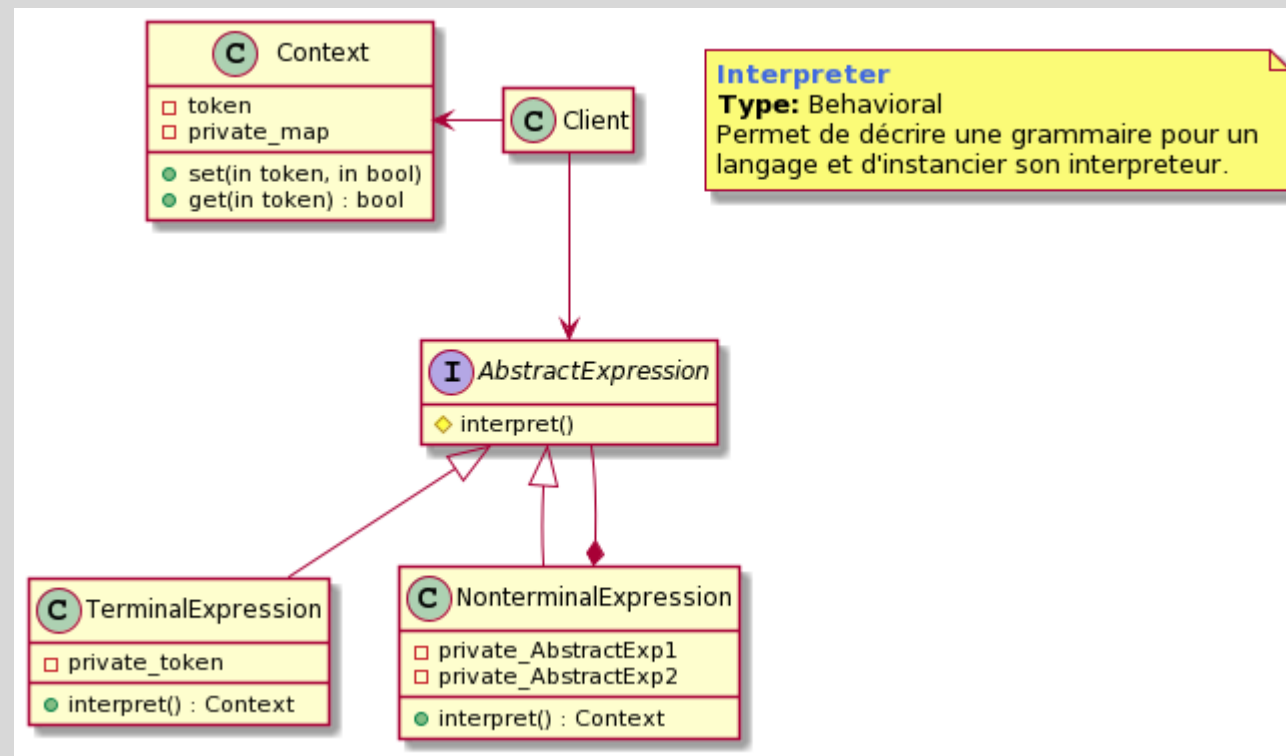 C Context
token
private_map
set(in token, in bool)
get(in token) : bool
C Client
Interpreter
Type: Behavioral
Permet de décrire une grammaire pour un
langage et d'instancier son interpreteur.
I AbstractExpression
interpret()
C TerminalExpression
private_token
interpret() : Context
C NonterminalExpression
private_AbstractExp1
private_AbstractExp2
interpret() : Context